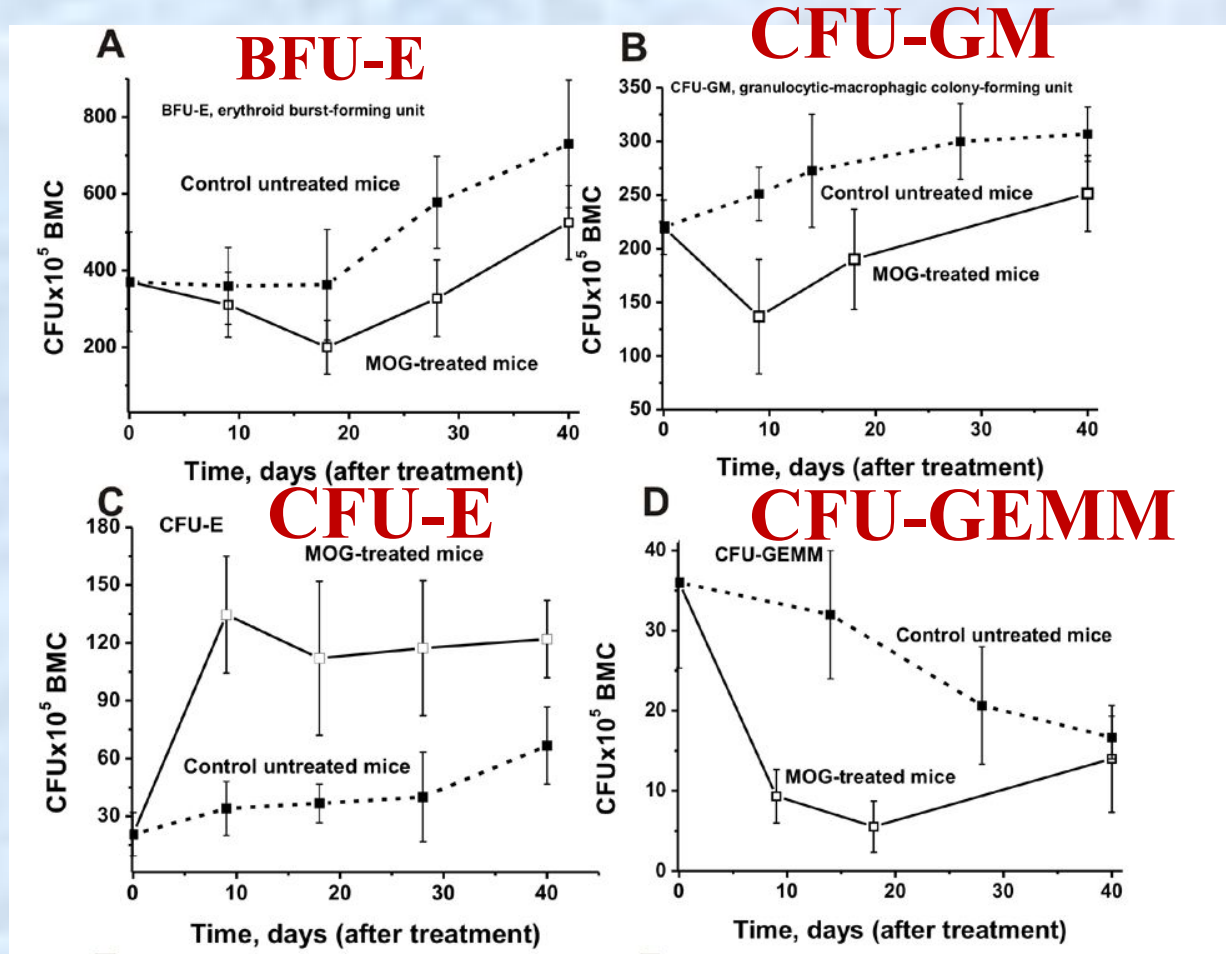 A
BFU-E
BFU-E, erythroid burst-forming unit
Control untreated mice
MOG-treated mice
CFUx10⁵ BMC
800
600
400
200
0 10 20 30 40
Time, days (after treatment)
B
CFU-GM
CFU-GM, granulocytic-macrophagic colony-forming unit
Control untreated mice
MOG-treated mice
CFUx10⁵ BMC
350
300
250
200
150
100
50
0 10 20 30 40
Time, days (after treatment)
C
CFU-E
CFU-E
MOG-treated mice
Control untreated mice
CFUx10⁵ BMC
180
150
120
90
60
30
0 10 20 30 40
Time, days (after treatment)
D
CFU-GEMM
CFU-GEMM
Control untreated mice
MOG-treated mice
CFUx10⁵ BMC
40
30
20
10
0
0 10 20 30 40
Time, days (after treatment)